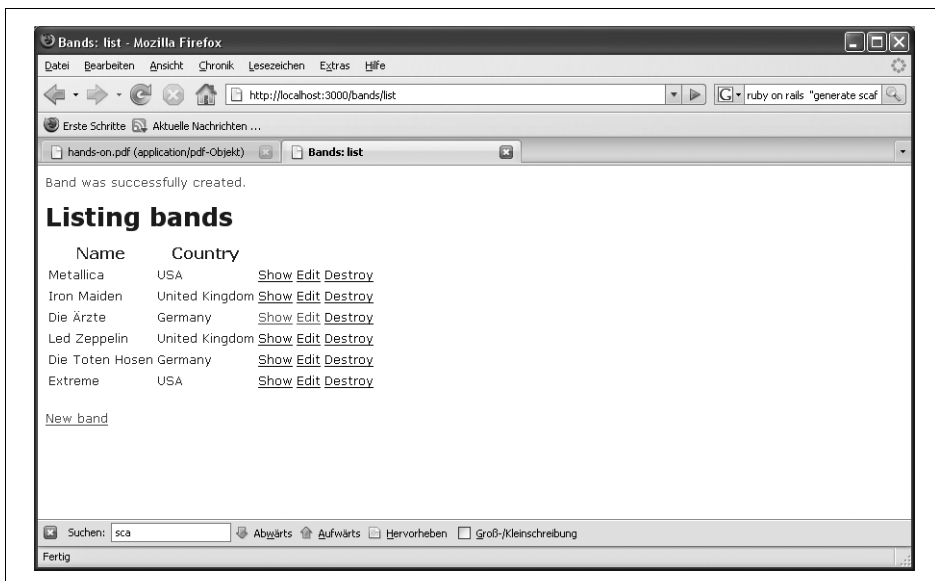 Bands: list - Mozilla Firefox
Datei Bearbeiten Ansicht Chronik Lesezeichen Extras Hilfe
http://localhost:3000/bands/list
G ruby on rails "generate scaf
Erste Schritte Aktuelle Nachrichten ...
hands-on.pdf (application/pdf-Objekt) Bands: list
Band was successfully created.
Listing bands
Name Country
Metallica USA Show Edit Destroy
Iron Maiden United Kingdom Show Edit Destroy
Die Ärzte Germany Show Edit Destroy
Led Zeppelin United Kingdom Show Edit Destroy
Die Toten Hosen Germany Show Edit Destroy
Extreme USA Show Edit Destroy
New band
Suchen: sca Abwärts Aufwärts Hervorheben Groß-/Kleinschreibung
Fertig